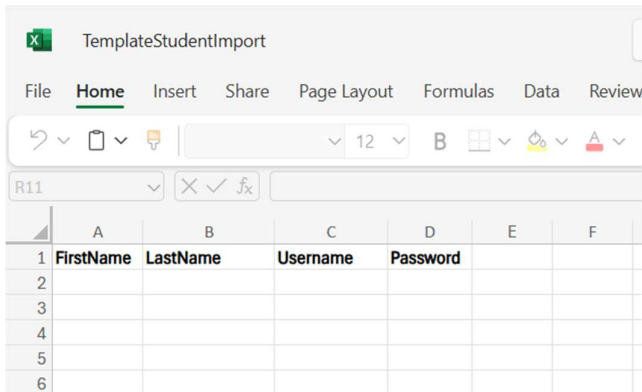 TemplateStudentImport
File Home Insert Share Page Layout Formulas Data Review
12 B A
R11 fx
A B C D E F
1 FirstName LastName Username Password
2
3
4
5
6